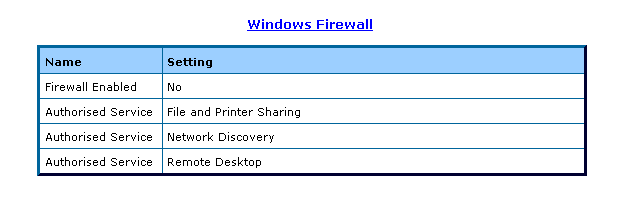 Windows Firewall
Name Setting
Firewall Enabled No
Authorised Service File and Printer Sharing
Authorised Service Network Discovery
Authorised Service Remote Desktop